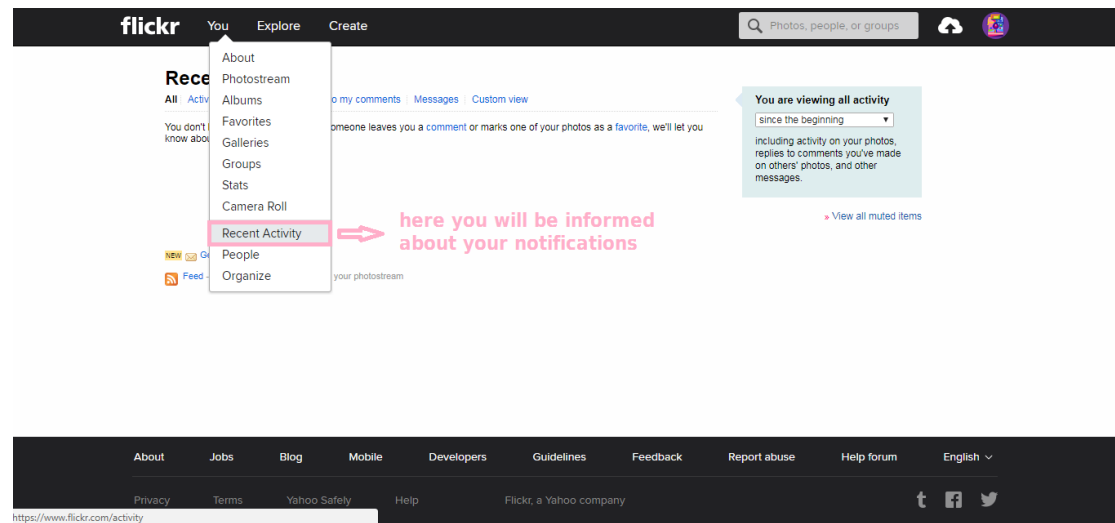 flickr You Explore Create Photos, people, or groups
About
Photostream
Albums
Favorites
Galleries
Groups
Stats
Camera Roll
Recent Activity
People
Organize
Rece
All Activ o my comments Messages Custom view
You don't omeone leaves you a comment or marks one of your photos as a favorite, we'll let you
know abou
here you will be informed
about your notifications
NEW Ge
Feed - your photostream
You are viewing all activity
since the beginning
including activity on your photos,
replies to comments you've made
on others' photos, and other
messages.
» View all muted items
About Jobs Blog Mobile Developers Guidelines Feedback Report abuse Help forum English
Privacy Terms Yahoo Safely Help Flickr, a Yahoo company
https://www.flickr.com/activity